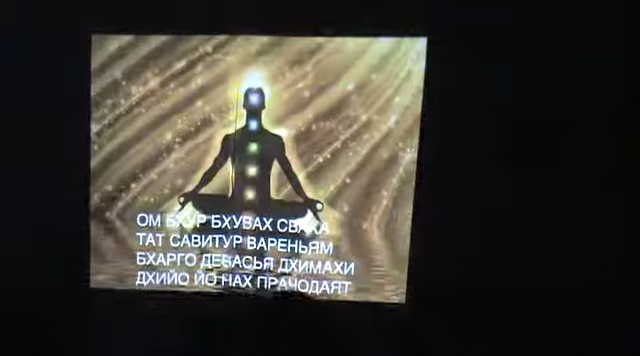 ОМ БХУР БХУВАХ СВАХА
ТАТ САВИТУР ВАРЕНЬЯМ
БХАРГО ДЕВАСЬЯ ДХИМАХИ
ДХИЙО ЙО НАХ ПРАЧОДАЯТ